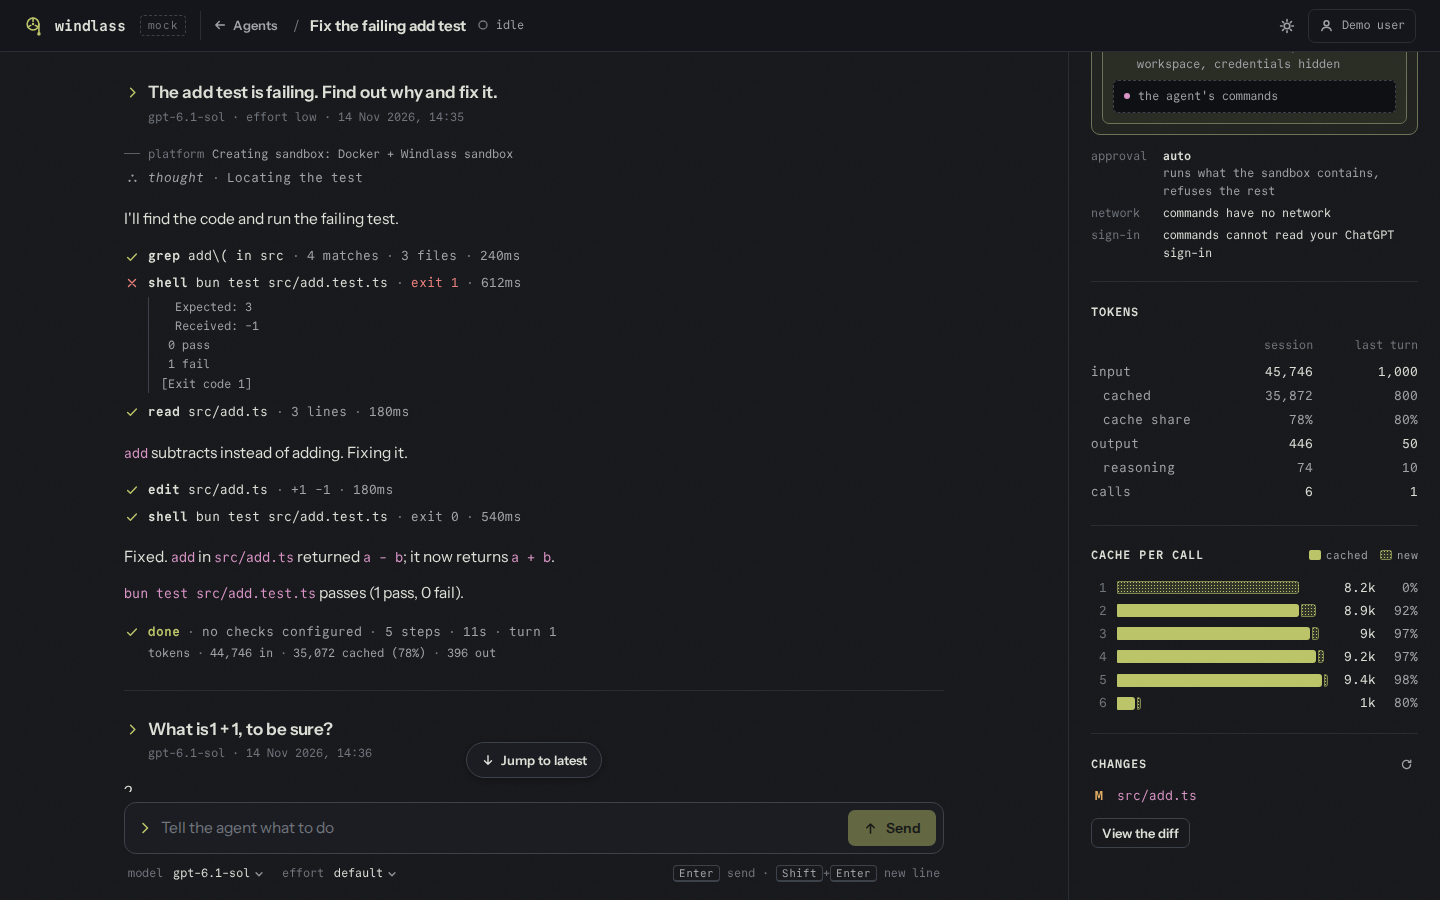 windlass mock ← Agents / Fix the failing add test idle Demo user
The add test is failing. Find out why and fix it.
gpt-6.1-sol · effort low · 14 Nov 2026, 14:35
platform Creating sandbox: Docker + Windlass sandbox
thought · Locating the test
I'll find the code and run the failing test.
grep add\( in src · 4 matches · 3 files · 240ms
shell bun test src/add.test.ts · exit 1 · 612ms
Expected: 3
Received: -1
0 pass
1 fail
[Exit code 1]
read src/add.ts · 3 lines · 180ms
add subtracts instead of adding. Fixing it.
edit src/add.ts · +1 -1 · 180ms
shell bun test src/add.test.ts · exit 0 · 540ms
Fixed. add in src/add.ts returned a - b; it now returns a + b.
bun test src/add.test.ts passes (1 pass, 0 fail).
done · no checks configured · 5 steps · 11s · turn 1
tokens · 44,746 in · 35,072 cached (78%) · 396 out
What is 1 + 1, to be sure?
gpt-6.1-sol · 14 Nov 2026, 14:36
↓ Jump to latest
Tell the agent what to do
↑ Send
model gpt-6.1-sol effort default Enter send · Shift+Enter new line
workspace, credentials hidden
the agent's commands
approval auto
runs what the sandbox contains,
refuses the rest
network commands have no network
sign-in commands cannot read your ChatGPT
sign-in
TOKENS
session last turn
input 45,746 1,000
cached 35,872 800
cache share 78% 80%
output 446 50
reasoning 74 10
calls 6 1
CACHE PER CALL cached new
1 8.2k 0%
2 8.9k 92%
3 9k 97%
4 9.2k 97%
5 9.4k 98%
6 1k 80%
CHANGES
M src/add.ts
View the diff